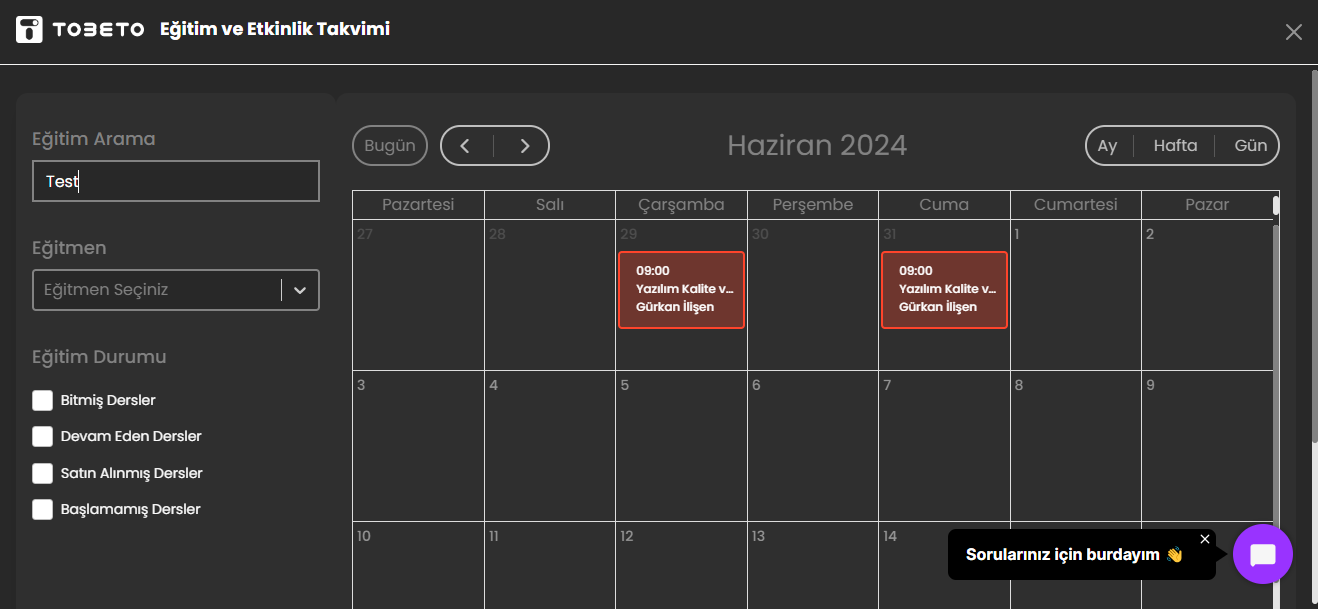 TOBETO Eğitim ve Etkinlik Takvimi
Eğitim Arama
Test
Eğitmen
Eğitmen Seçiniz
Eğitim Durumu
Bitmiş Dersler
Devam Eden Dersler
Satın Alınmış Dersler
Başlamamış Dersler
Bugün
Haziran 2024
Ay Hafta Gün
Pazartesi Salı Çarşamba Perşembe Cuma Cumartesi Pazar
27 28 29 30 31 1 2
09:00
Yazılım Kalite v...
Gürkan İlişen
09:00
Yazılım Kalite v...
Gürkan İlişen
3 4 5 6 7 8 9
10 11 12 13 14
Sorularınız için burdayım 👋